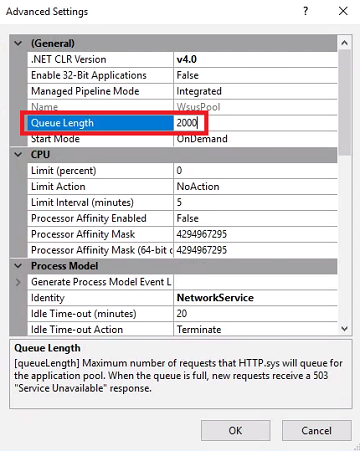 Advanced Settings
(General)
.NET CLR Version v4.0
Enable 32-Bit Applications False
Managed Pipeline Mode Integrated
Name WsusPool
Queue Length 2000
Start Mode OnDemand
CPU
Limit (percent) 0
Limit Action NoAction
Limit Interval (minutes) 5
Processor Affinity Enabled False
Processor Affinity Mask 4294967295
Processor Affinity Mask (64-bit c 4294967295
Process Model
Generate Process Model Event L
Identity NetworkService
Idle Time-out (minutes) 20
Idle Time-out Action Terminate
Queue Length
[queueLength] Maximum number of requests that HTTP.sys will queue for
the application pool. When the queue is full, new requests receive a 503
"Service Unavailable" response.
OK Cancel